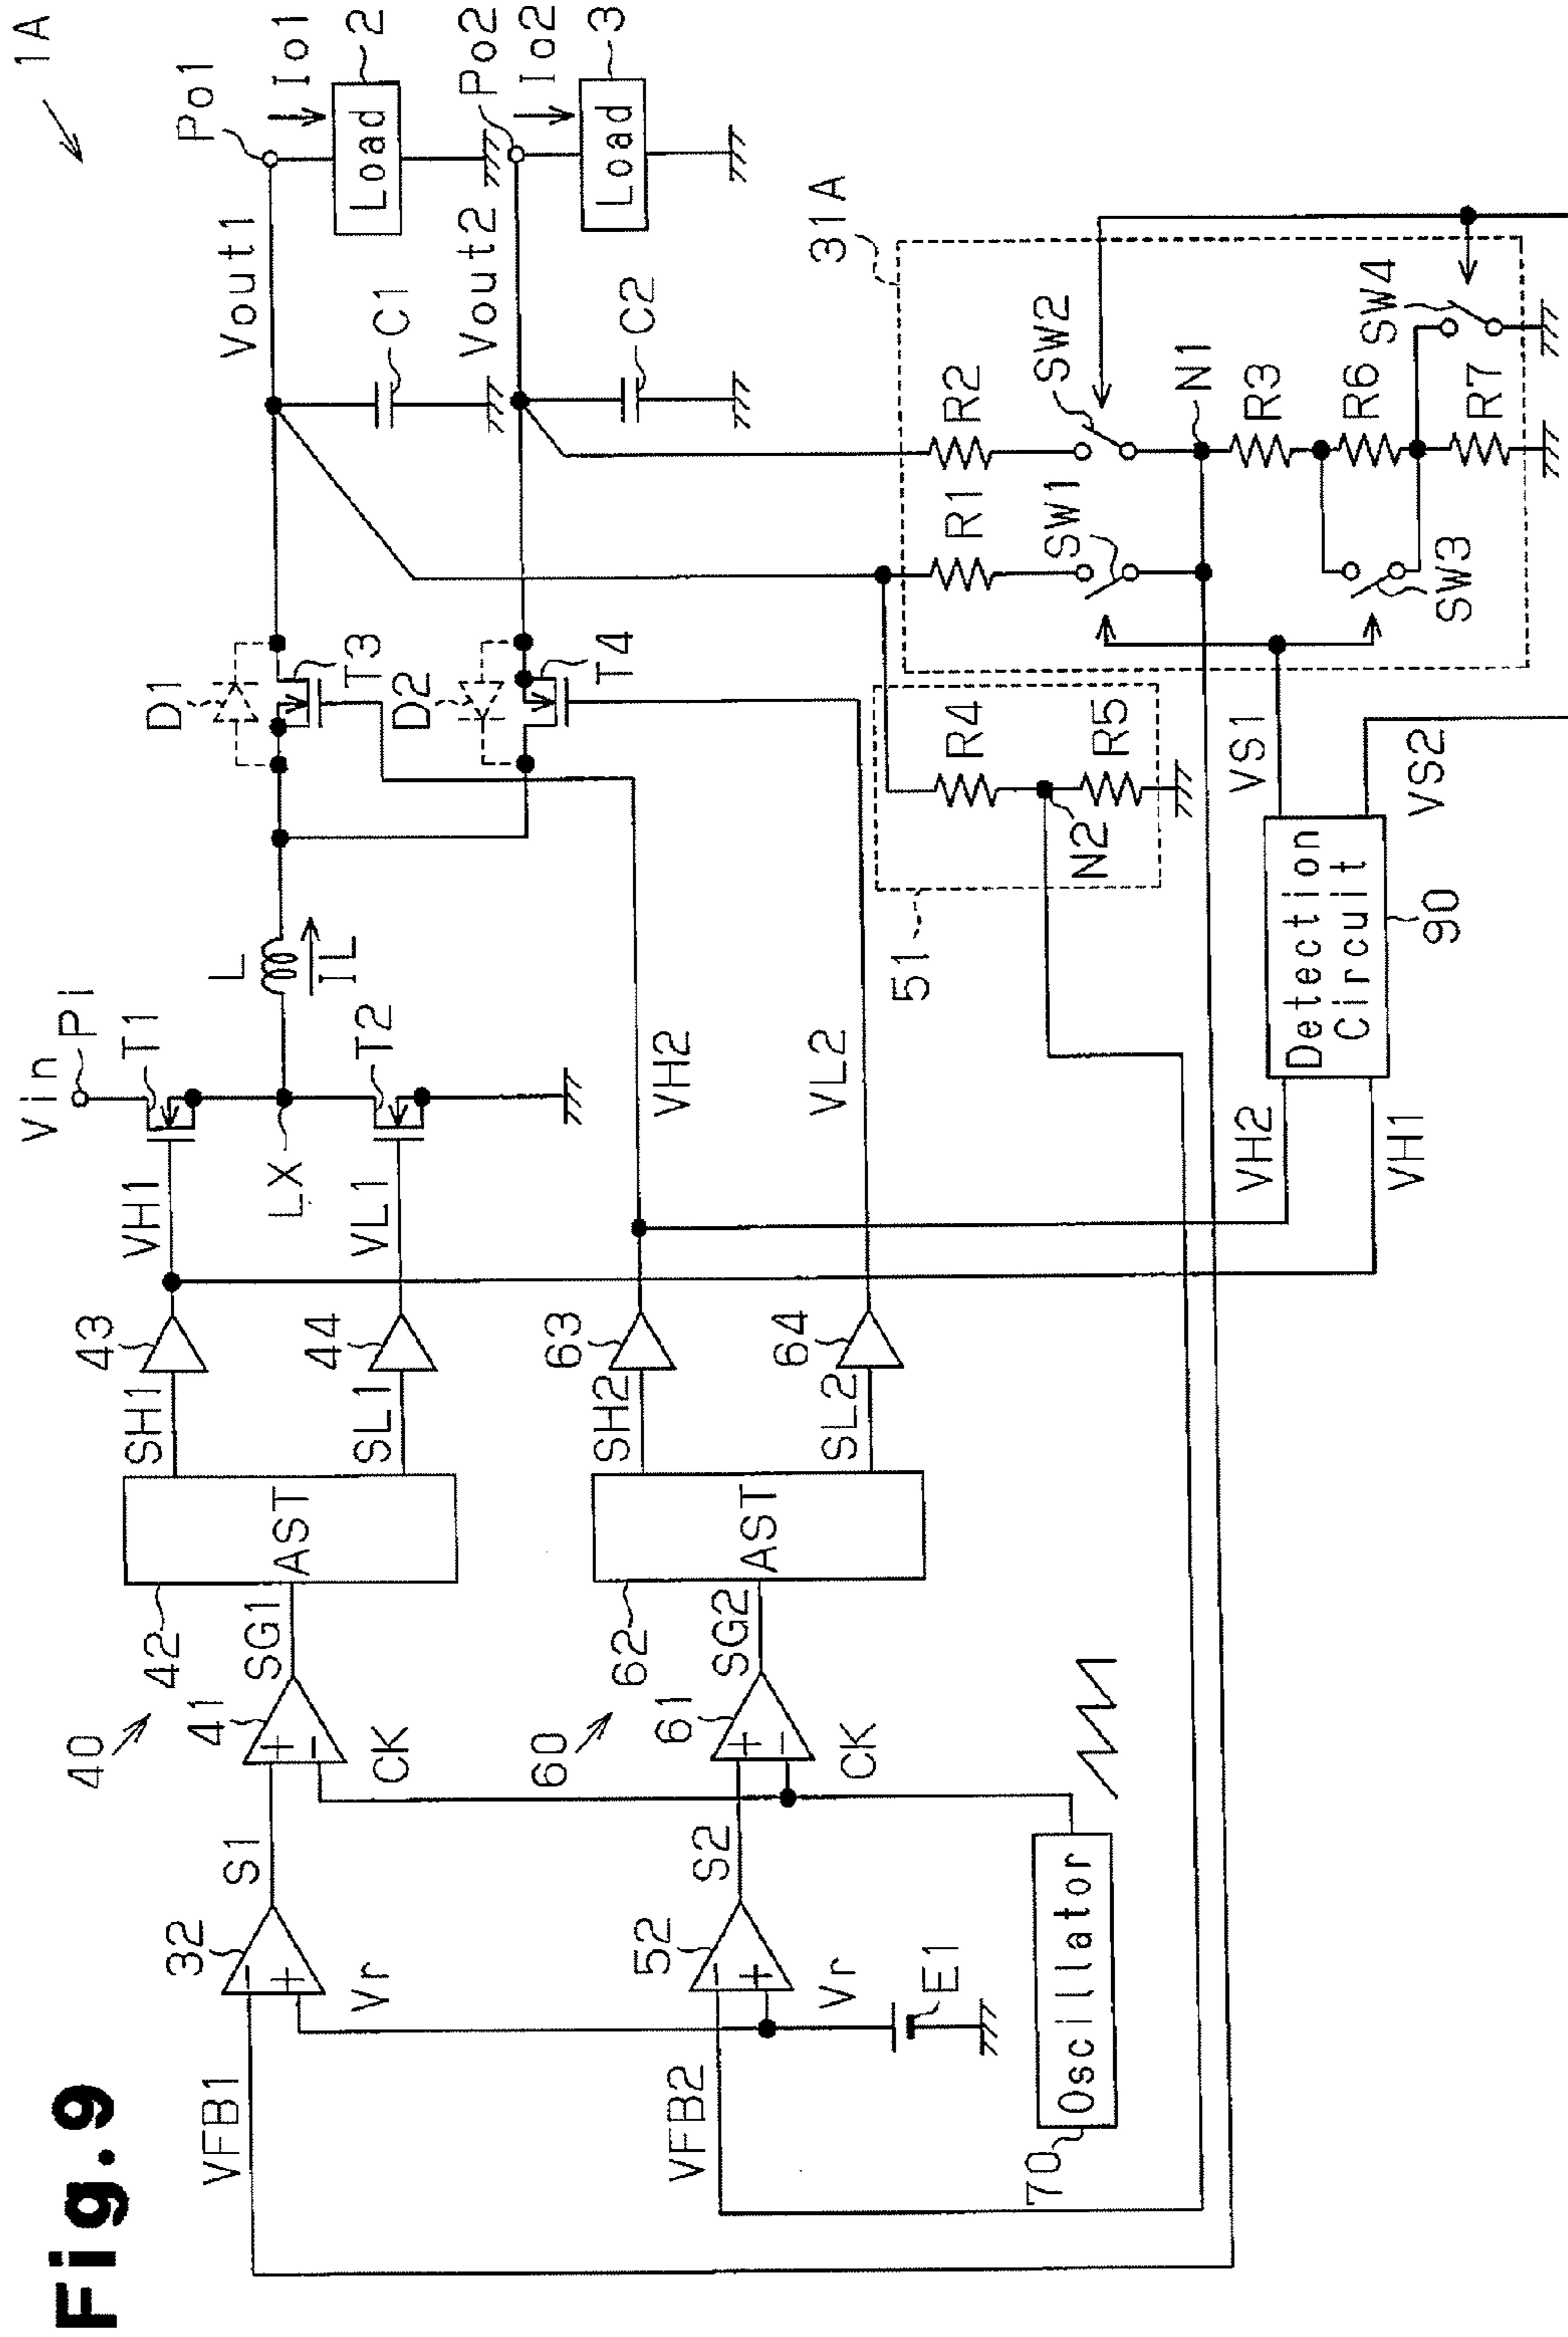 Fig.9
1A
Vin
Pi
T1
VH1
43
SH1
42
AST
40
SG1
41
CK
S1
32
Vr
VFB1
LX
T2
VL1
44
SL1
L
IL
D1
T3
Vout1
C1
Po1
Io1
Load
2
D2
T4
Vout2
C2
Po2
Io2
Load
3
VH2
63
SH2
62
AST
60
SG2
61
CK
S2
52
Vr
E1
VFB2
VL2
64
SL2
Oscillator
70
51
R4
N2
R5
31A
R1
R2
SW1
SW2
N1
R3
R6
R7
SW3
SW4
VS1
VS2
Detection
Circuit
90
VH2
VH1